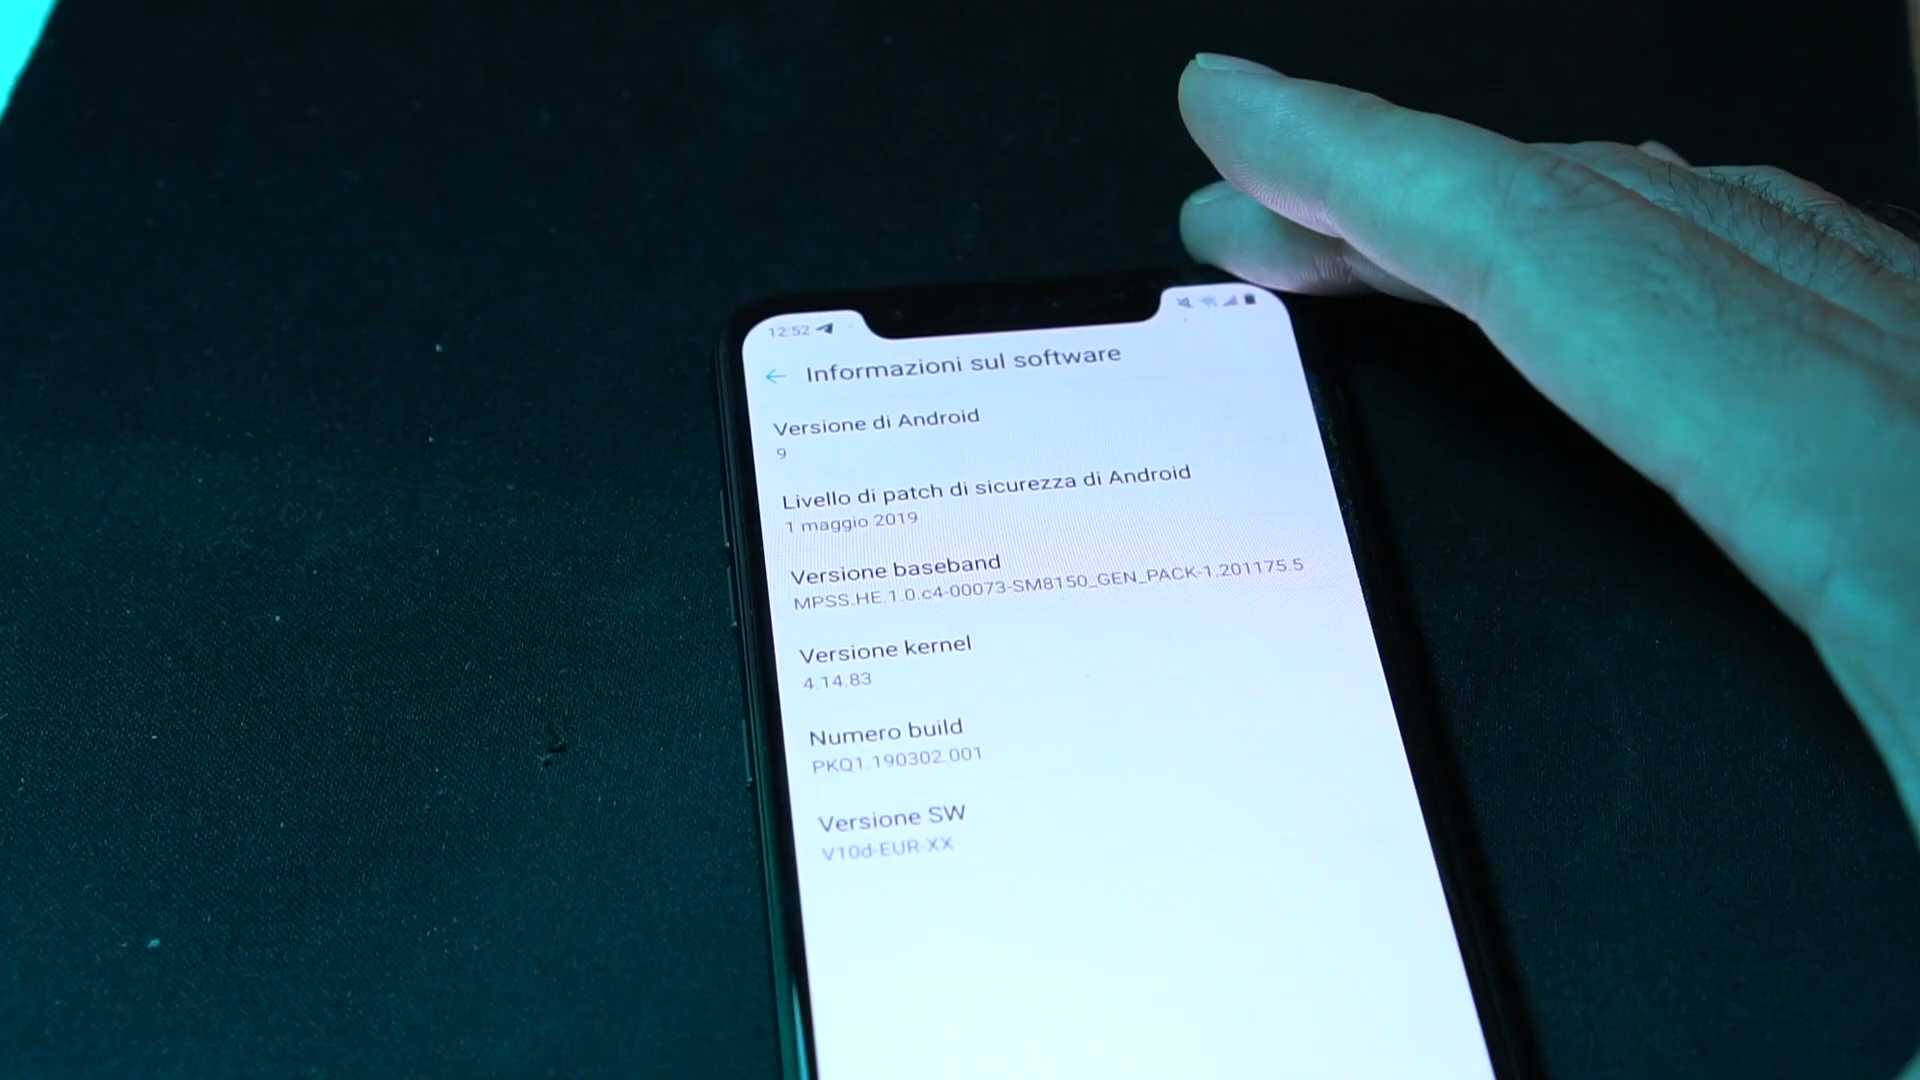 12:52
Informazioni sul software
Versione di Android
9
Livello di patch di sicurezza di Android
1 maggio 2019
Versione baseband
MPSS.HE.1.0.c4-00073-SM8150_GEN_PACK-1.201175.5
Versione kernel
4.14.83
Numero build
PKQ1.190302.001
Versione SW
V10d-EUR-XX